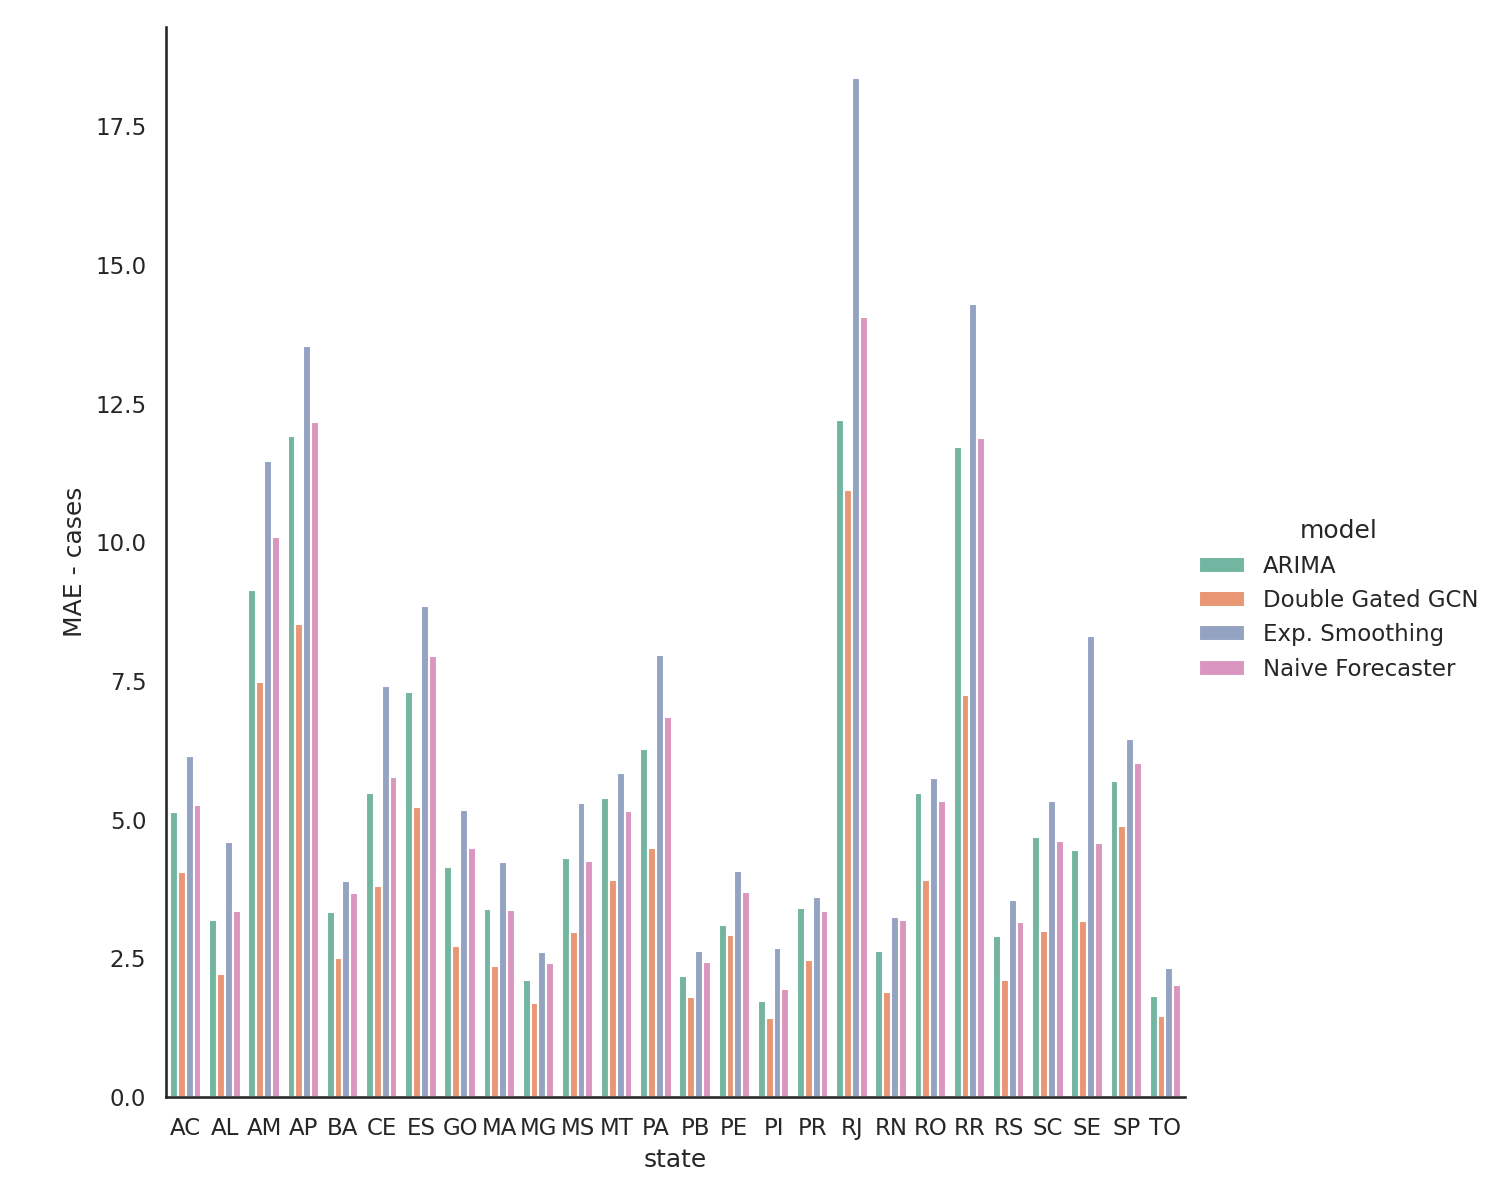 17.5
15.0
12.5
10.0
7.5
5.0
2.5
0.0
MAE - cases
AC AL AM AP BA CE ES GO MA MG MS MT PA PB PE PI PR RJ RN RO RR RS SC SE SP TO
state
model
ARIMA
Double Gated GCN
Exp. Smoothing
Naive Forecaster